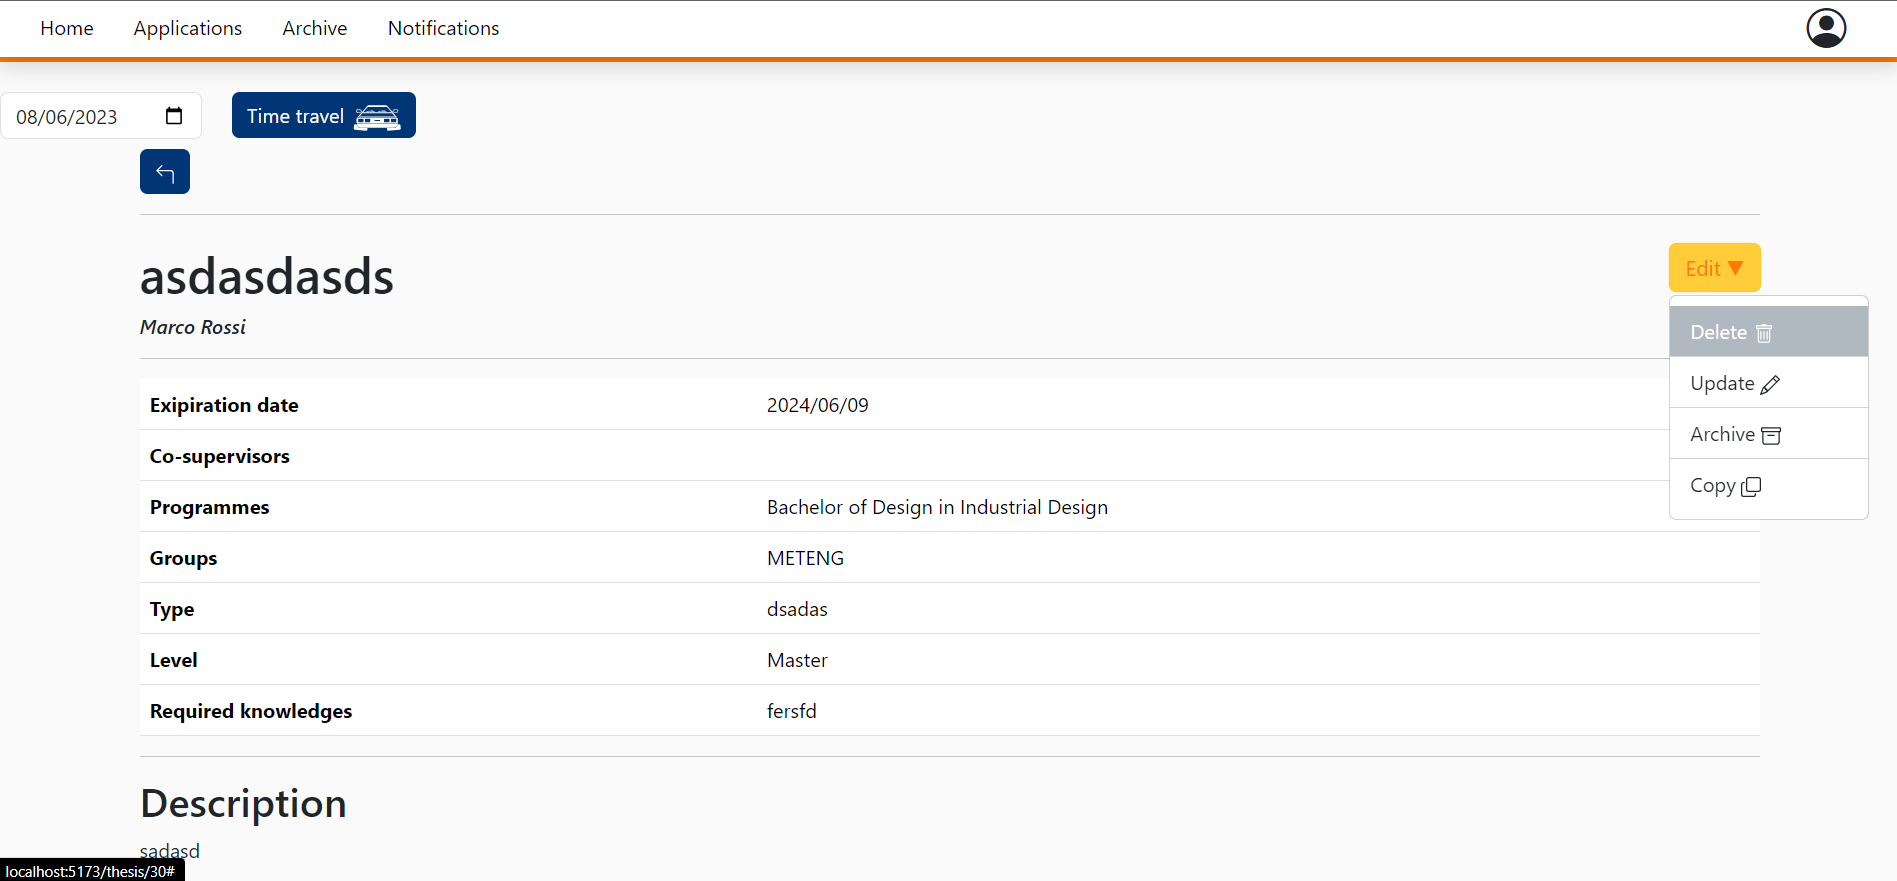 Home Applications Archive Notifications
08/06/2023 Time travel
asdasdasds
Edit ▼
Marco Rossi
Delete
Update
Archive
Copy
Exipiration date 2024/06/09
Co-supervisors
Programmes Bachelor of Design in Industrial Design
Groups METENG
Type dsadas
Level Master
Required knowledges fersfd
Description
sadasd
localhost:5173/thesis/30#